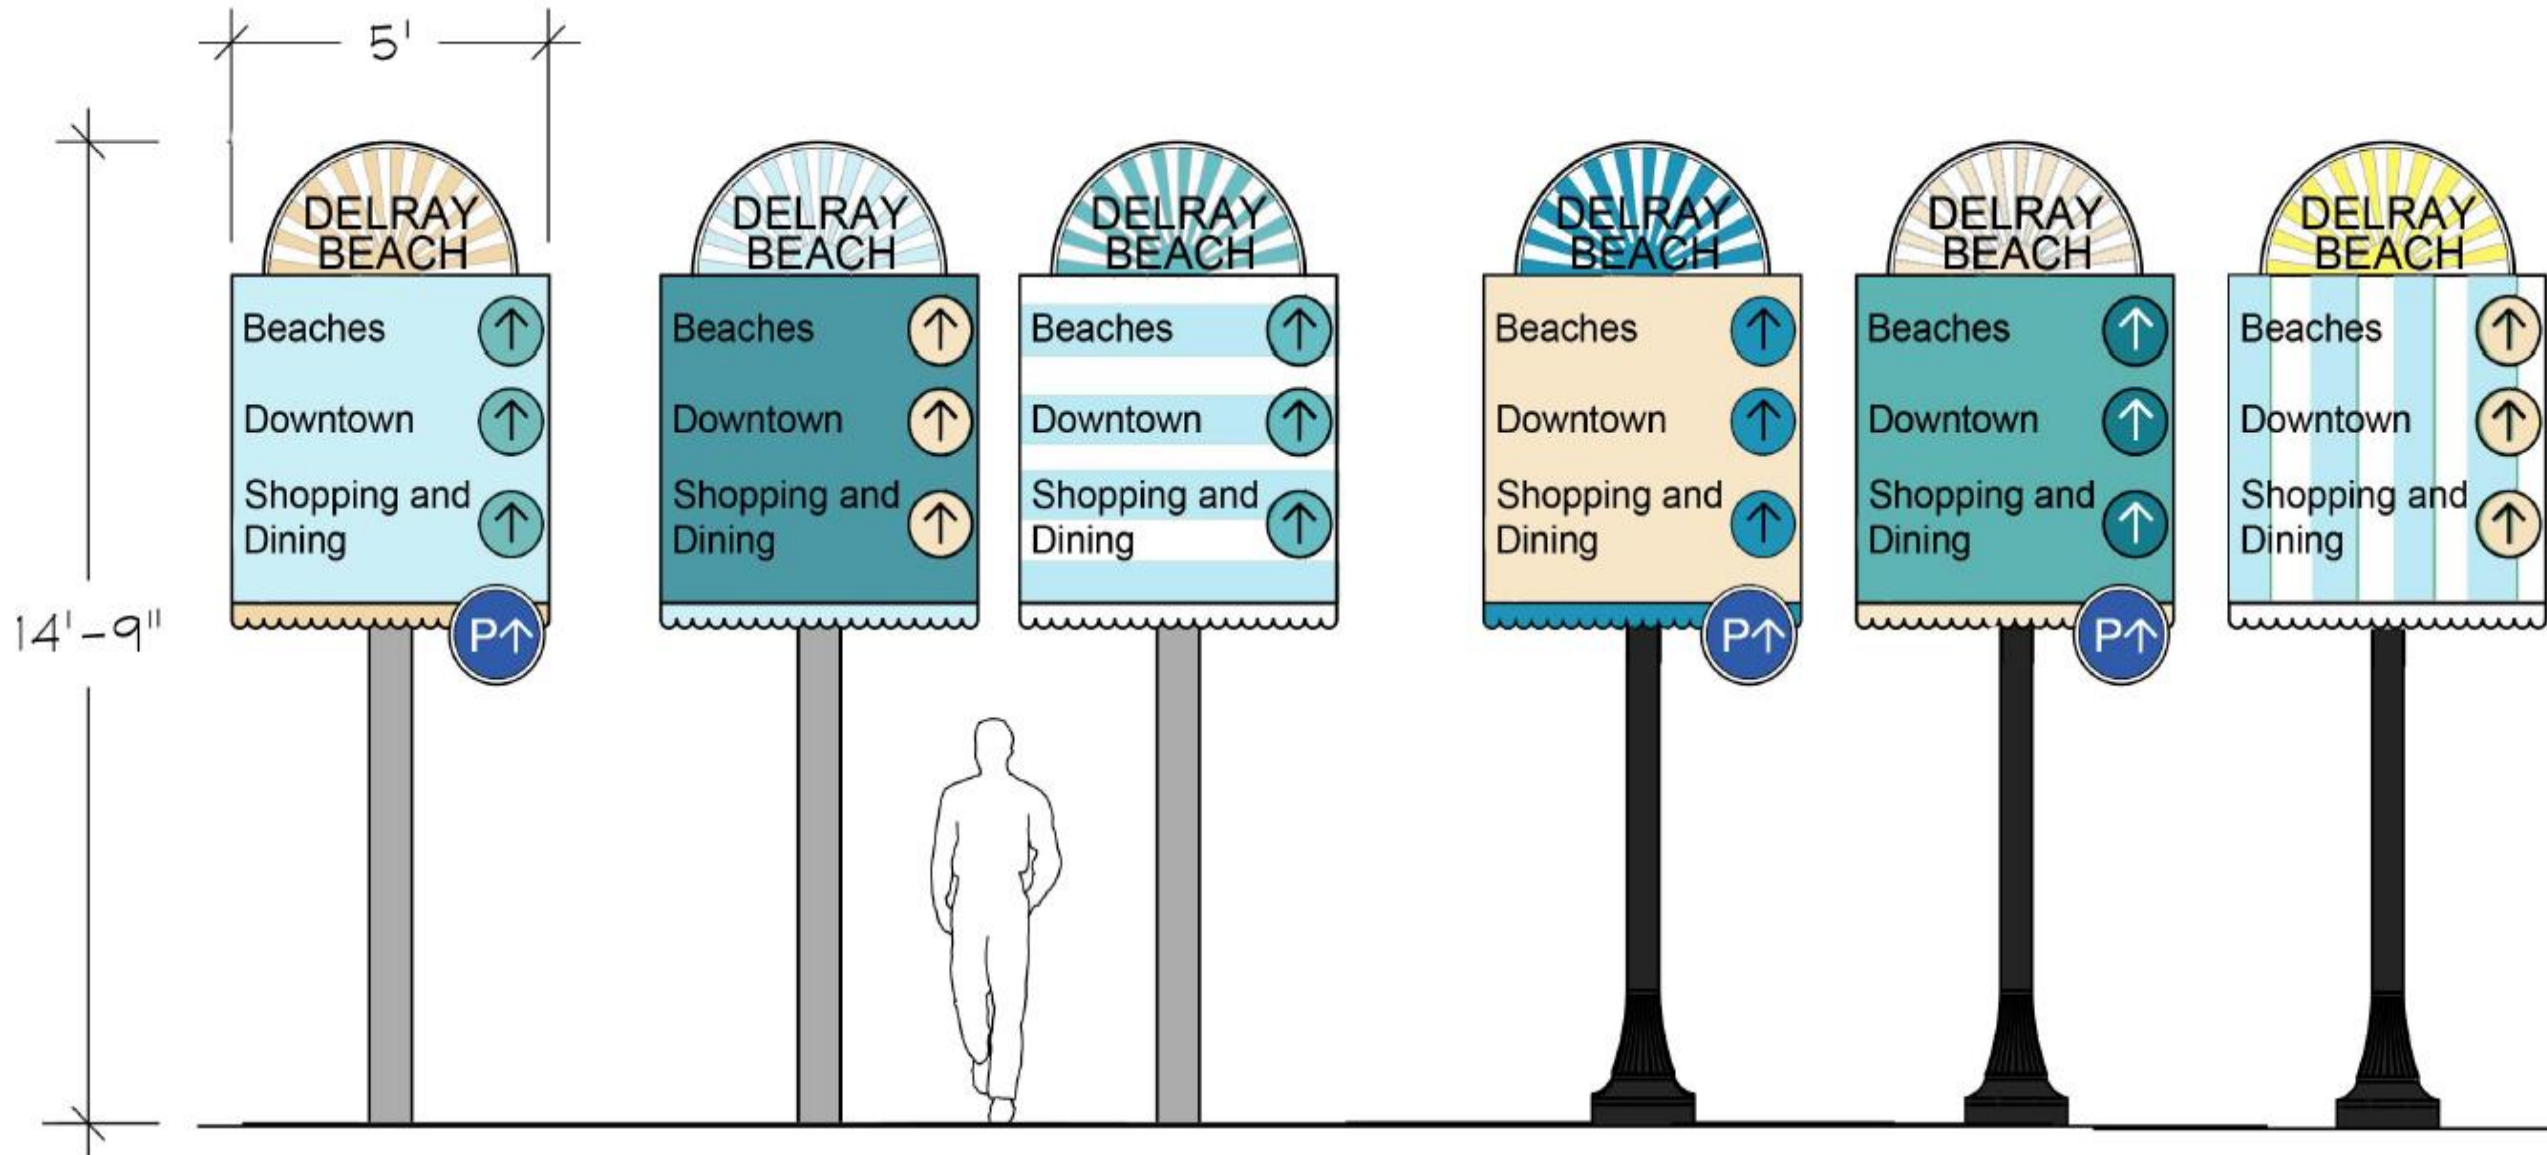 5'
14'-9"
DELRAY
BEACH
Beaches
Downtown
Shopping and
Dining
P
DELRAY
BEACH
Beaches
Downtown
Shopping and
Dining
DELRAY
BEACH
Beaches
Downtown
Shopping and
Dining
DELRAY
BEACH
Beaches
Downtown
Shopping and
Dining
P
DELRAY
BEACH
Beaches
Downtown
Shopping and
Dining
P
DELRAY
BEACH
Beaches
Downtown
Shopping and
Dining